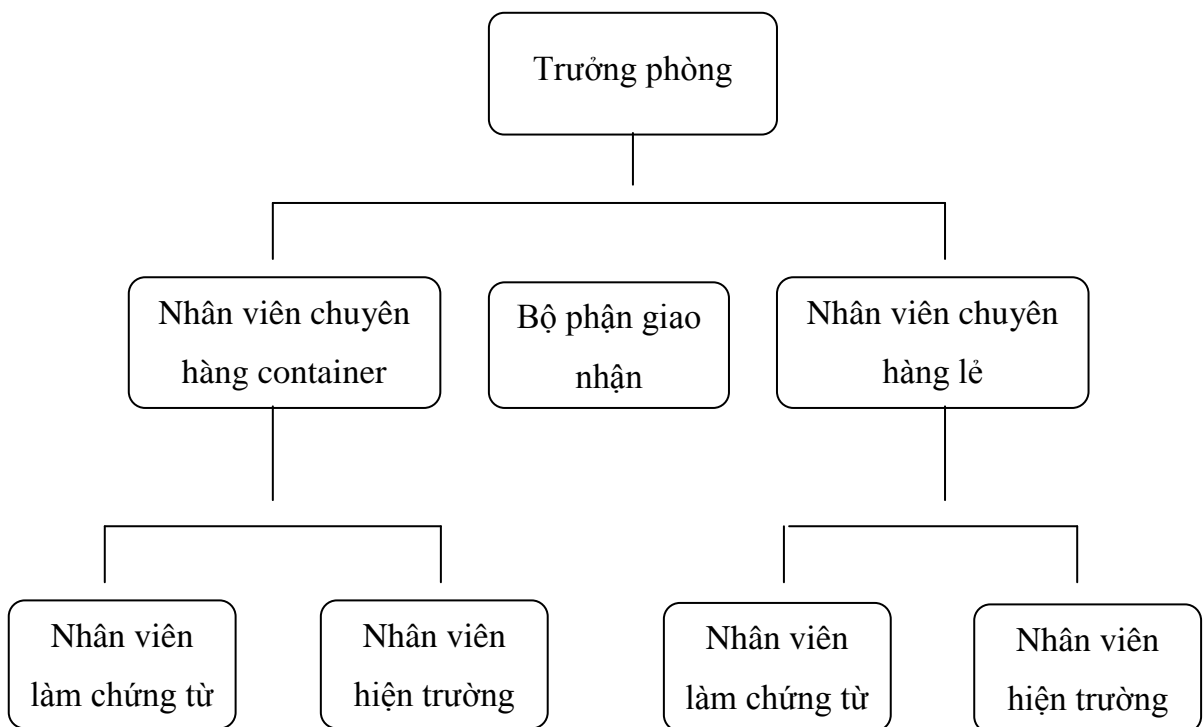 Trưởng phòng
Nhân viên chuyên
hàng container
Bộ phận giao
nhận
Nhân viên chuyên
hàng lẻ
Nhân viên
làm chứng từ
Nhân viên
hiện trường
Nhân viên
làm chứng từ
Nhân viên
hiện trường